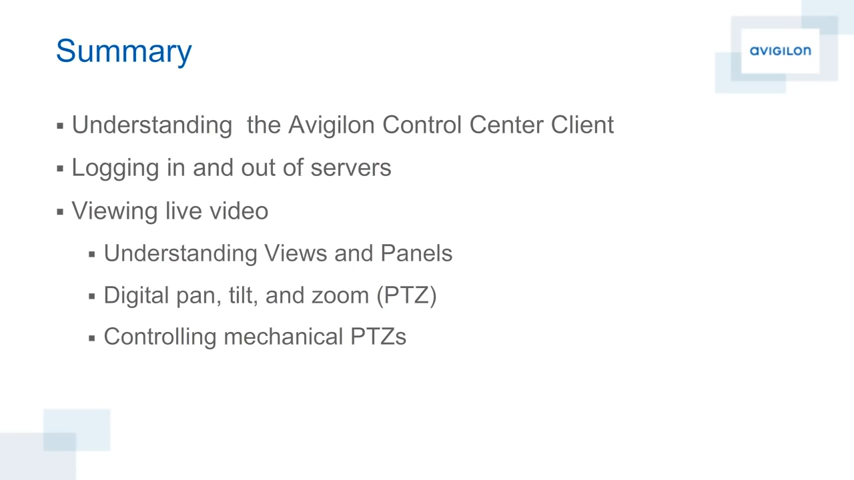 Summary
avigilon
▪ Understanding  the Avigilon Control Center Client
▪ Logging in and out of servers
▪ Viewing live video
▪ Understanding Views and Panels
▪ Digital pan, tilt, and zoom (PTZ)
▪ Controlling mechanical PTZs